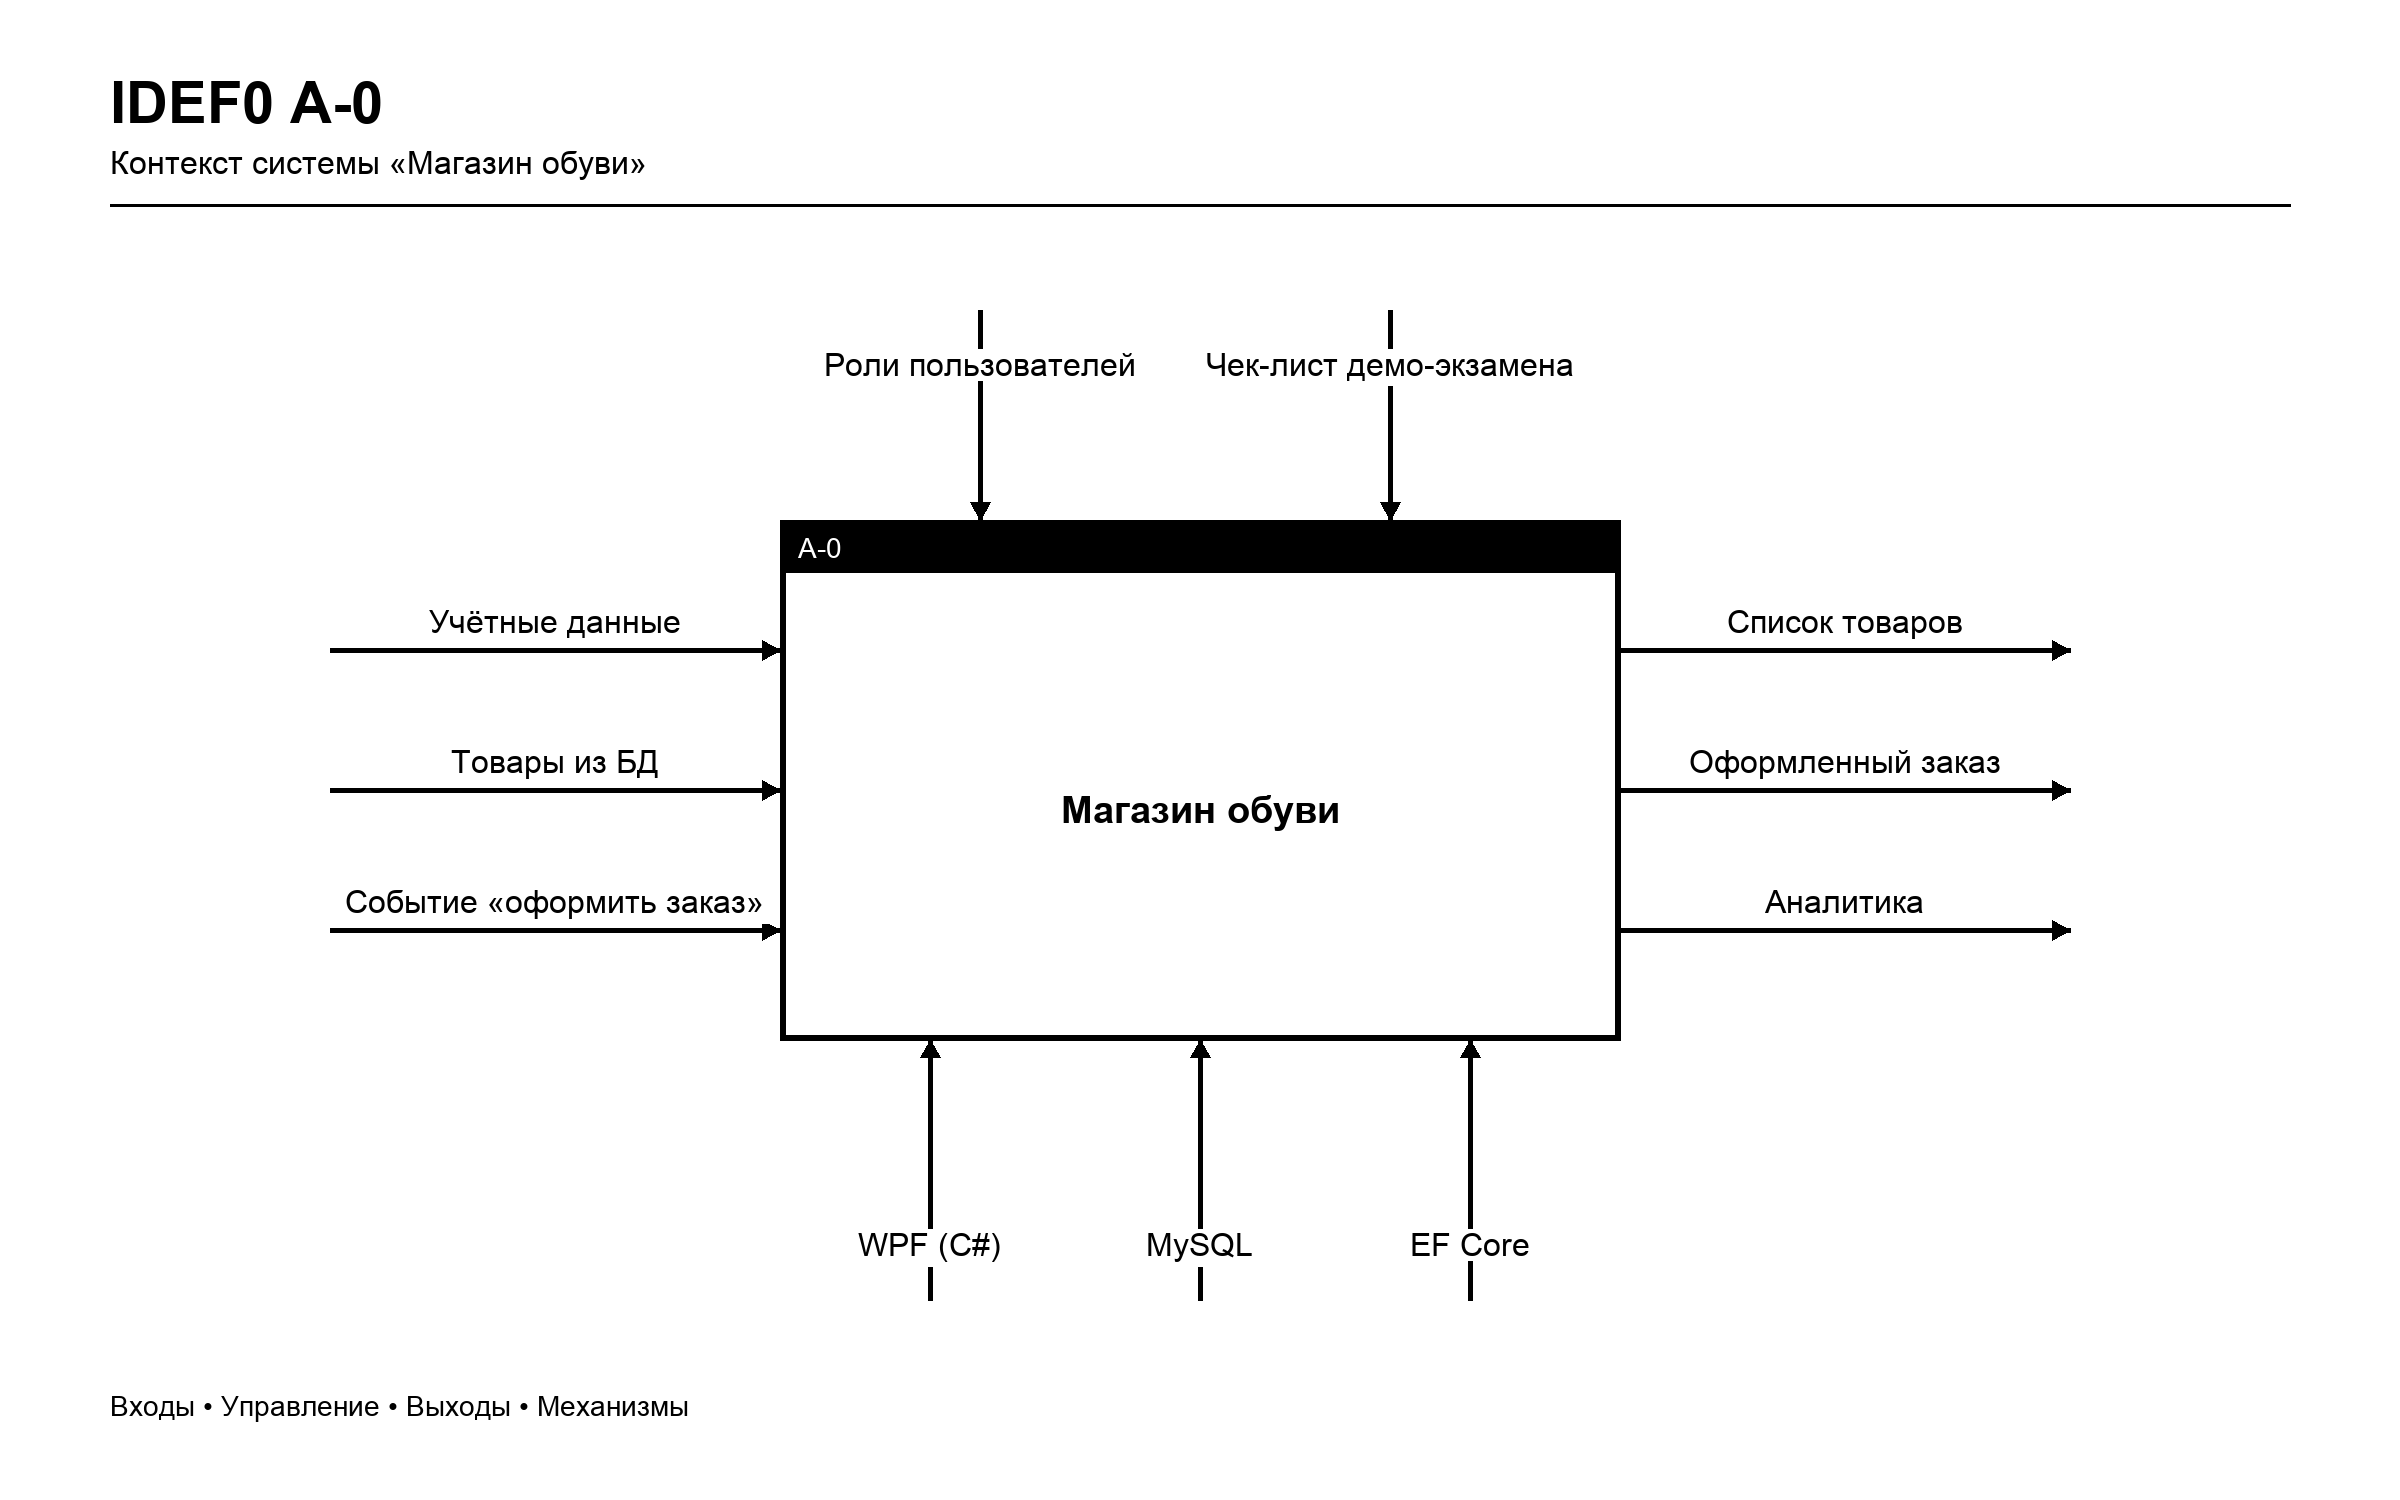 IDEF0 A-0
Контекст системы «Магазин обуви»
Роли пользователей
Чек-лист демо-экзамена
A-0
Учётные данные
Список товаров
Товары из БД
Оформленный заказ
Магазин обуви
Событие «оформить заказ»
Аналитика
WPF (C#)
MySQL
EF Core
Входы • Управление • Выходы • Механизмы